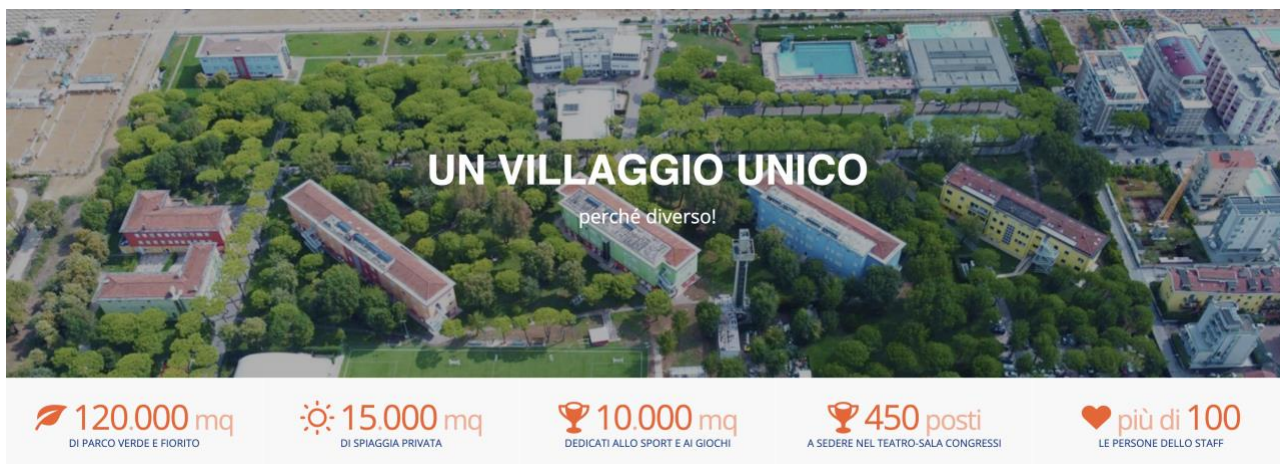 UN VILLAGGIO UNICO
perché diverso!
120.000 mq
DI PARCO VERDE E FIORITO
15.000 mq
DI SPIAGGIA PRIVATA
10.000 mq
DEDICATI ALLO SPORT E AI GIOCHI
450 posti
A SEDERE NEL TEATRO-SALA CONGRESSI
più di 100
LE PERSONE DELLO STAFF